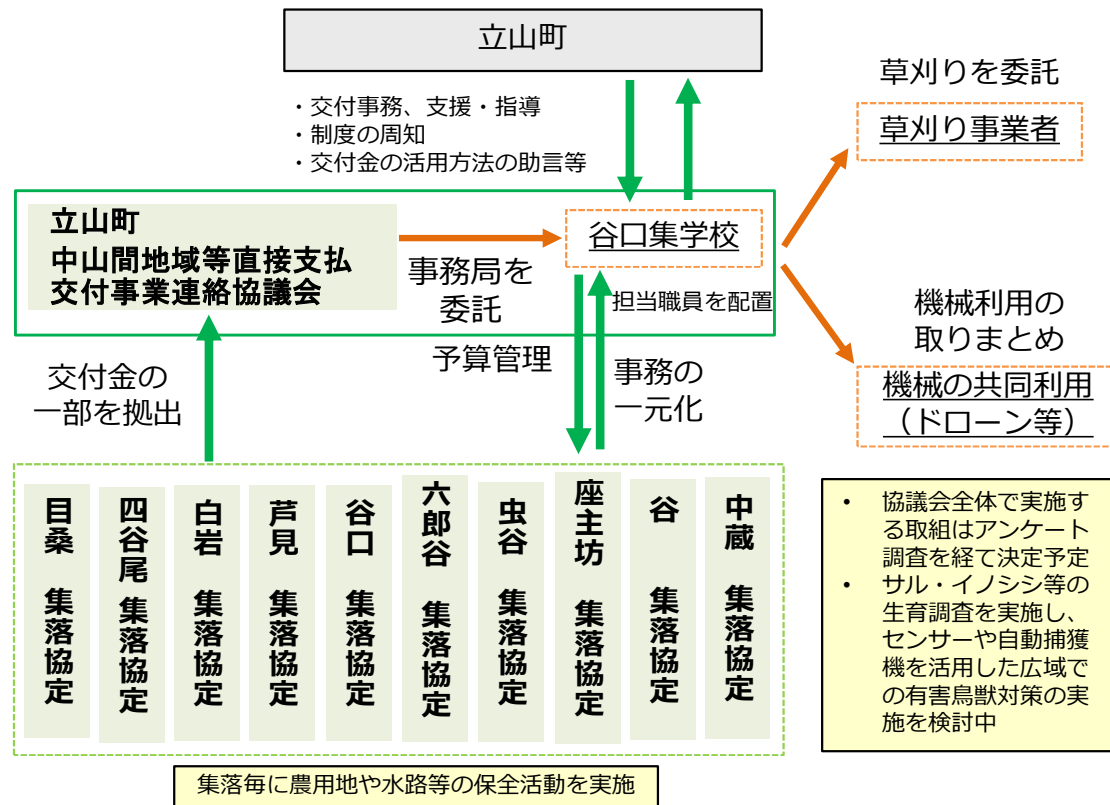 立山町
・交付事務、支援・指導
・制度の周知
・交付金の活用方法の助言等
草刈りを委託
草刈り事業者
立山町
中山間地域等直接支払
交付事業連絡協議会
事務局を
委託
谷口集学校
担当職員を配置
機械利用の
取りまとめ
機械の共同利用
（ドローン等）
交付金の
一部を拠出
予算管理
事務の
一元化
目桑 集落協定
四谷尾 集落協定
白岩 集落協定
芦見 集落協定
谷口 集落協定
六郎谷 集落協定
虫谷 集落協定
座主坊 集落協定
谷 集落協定
中蔵 集落協定
• 協議会全体で実施す
る取組はアンケート
調査を経て決定予定
• サル・イノシシ等の
生育調査を実施し、
センサーや自動捕獲
機を活用した広域で
の有害鳥獣対策の実
施を検討中
集落毎に農用地や水路等の保全活動を実施